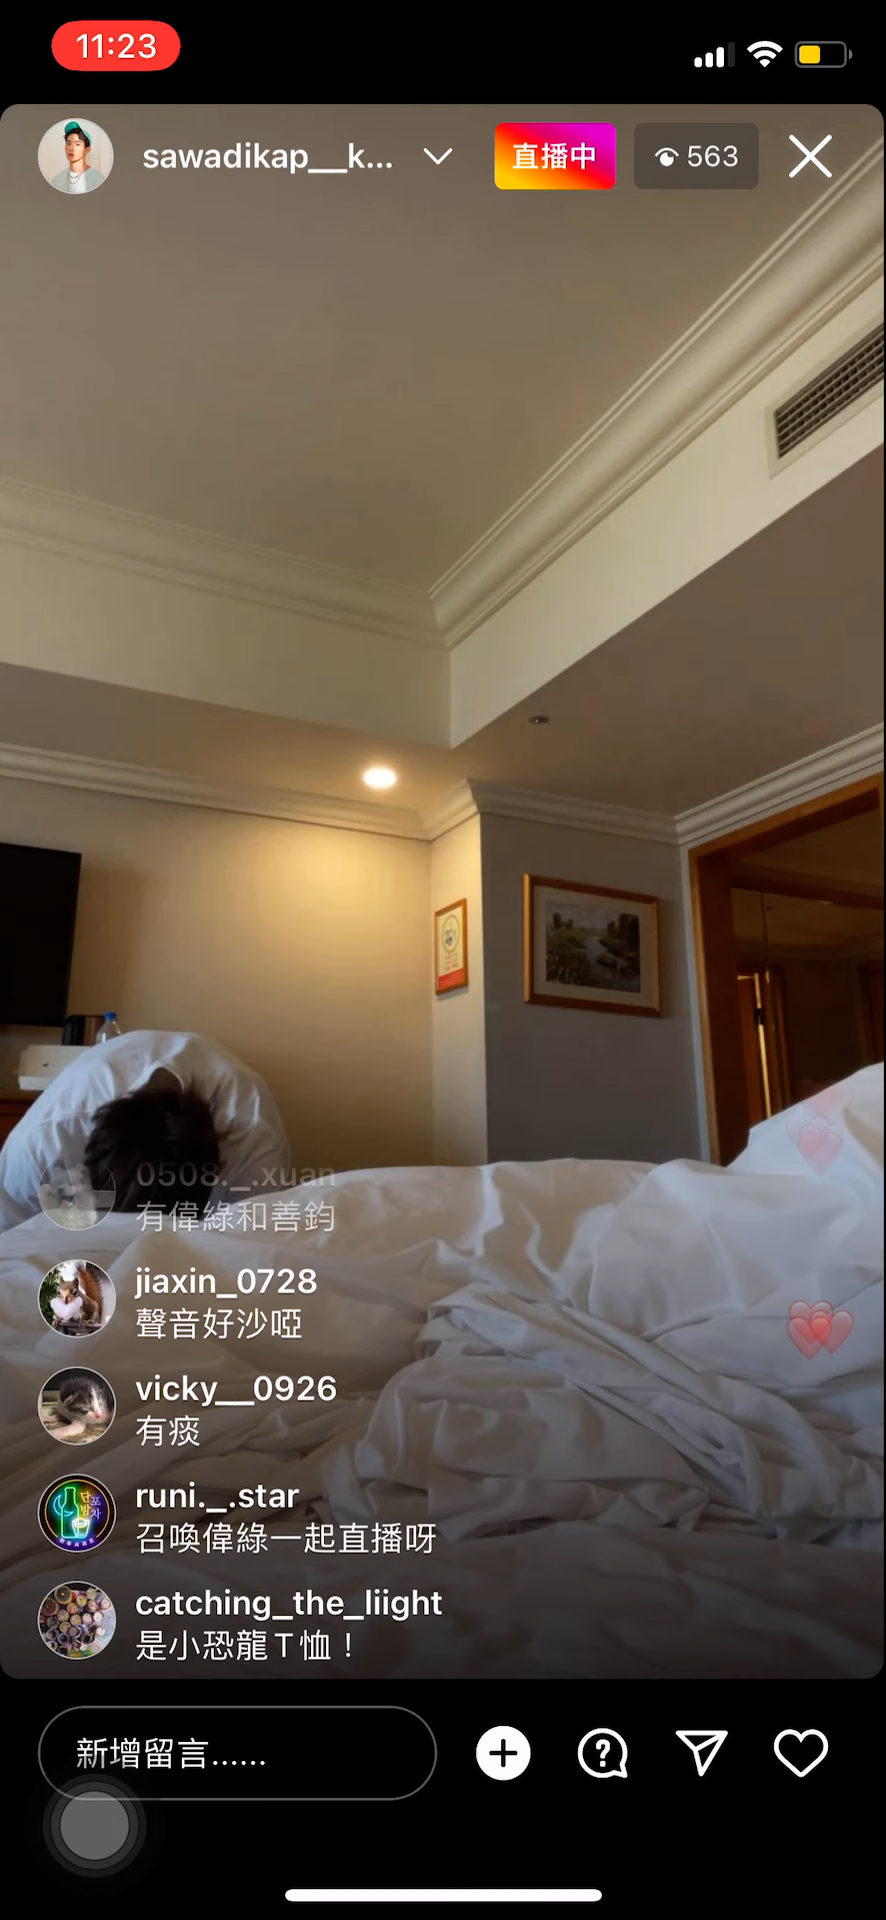 11:23
sawadikap__k...
直播中
563
0508._.xuan
有偉綠和善鈞
jiaxin_0728
聲音好沙啞
vicky__0926
有痰
runi._.star
召喚偉綠一起直播呀
catching_the_liight
是小恐龍T恤！
新增留言......